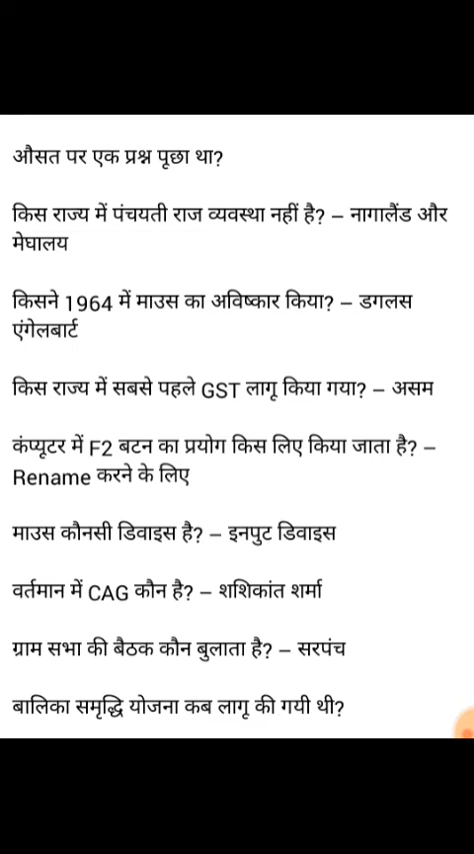 औसत पर एक प्रश्न पूछा था?
किस राज्य में पंचयती राज व्यवस्था नहीं है? – नागालैंड और
मेघालय
किसने 1964 में माउस का अविष्कार किया? – डगलस
एंगेलबार्ट
किस राज्य में सबसे पहले GST लागू किया गया? – असम
कंप्यूटर में F2 बटन का प्रयोग किस लिए किया जाता है? –
Rename करने के लिए
माउस कौनसी डिवाइस है? – इनपुट डिवाइस
वर्तमान में CAG कौन है? – शशिकांत शर्मा
ग्राम सभा की बैठक कौन बुलाता है? – सरपंच
बालिका समृद्धि योजना कब लागू की गयी थी?